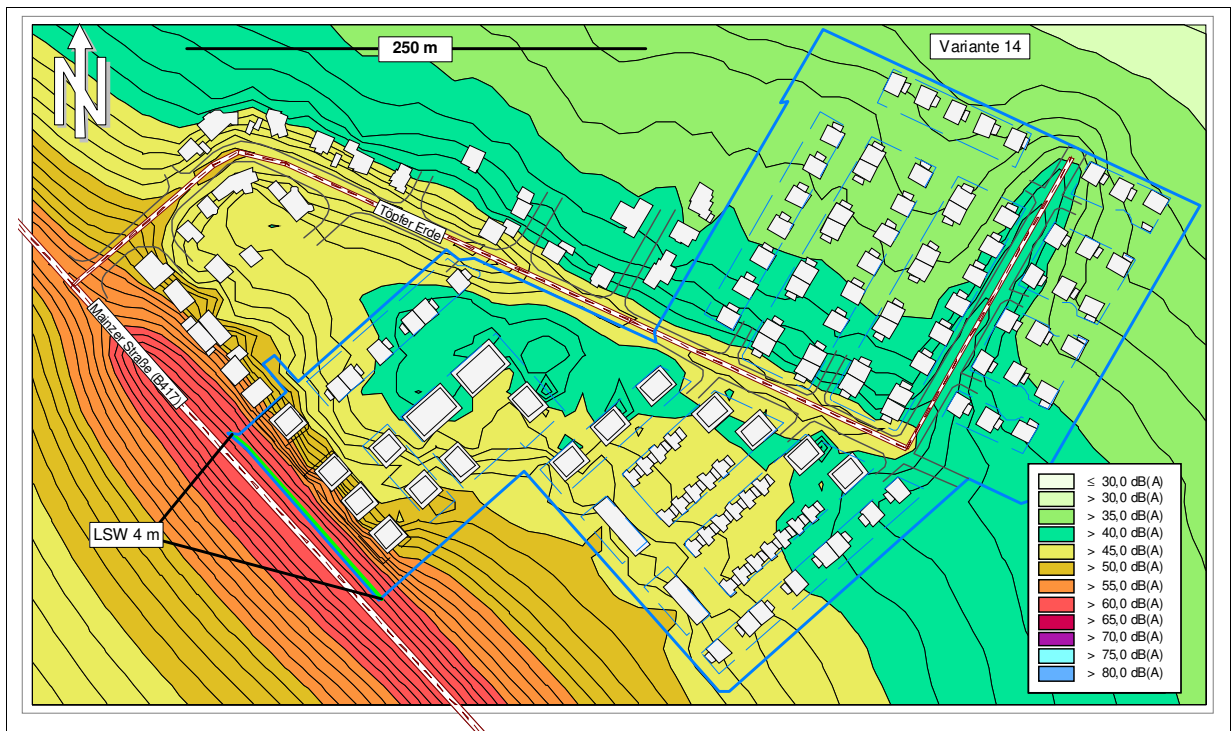 250 m
Variante 14
N
Töpfer Erde
Mainzer Straße (B417)
LSW 4 m
≤ 30,0 dB(A)
> 30,0 dB(A)
> 35,0 dB(A)
> 40,0 dB(A)
> 45,0 dB(A)
> 50,0 dB(A)
> 55,0 dB(A)
> 60,0 dB(A)
> 65,0 dB(A)
> 70,0 dB(A)
> 75,0 dB(A)
> 80,0 dB(A)